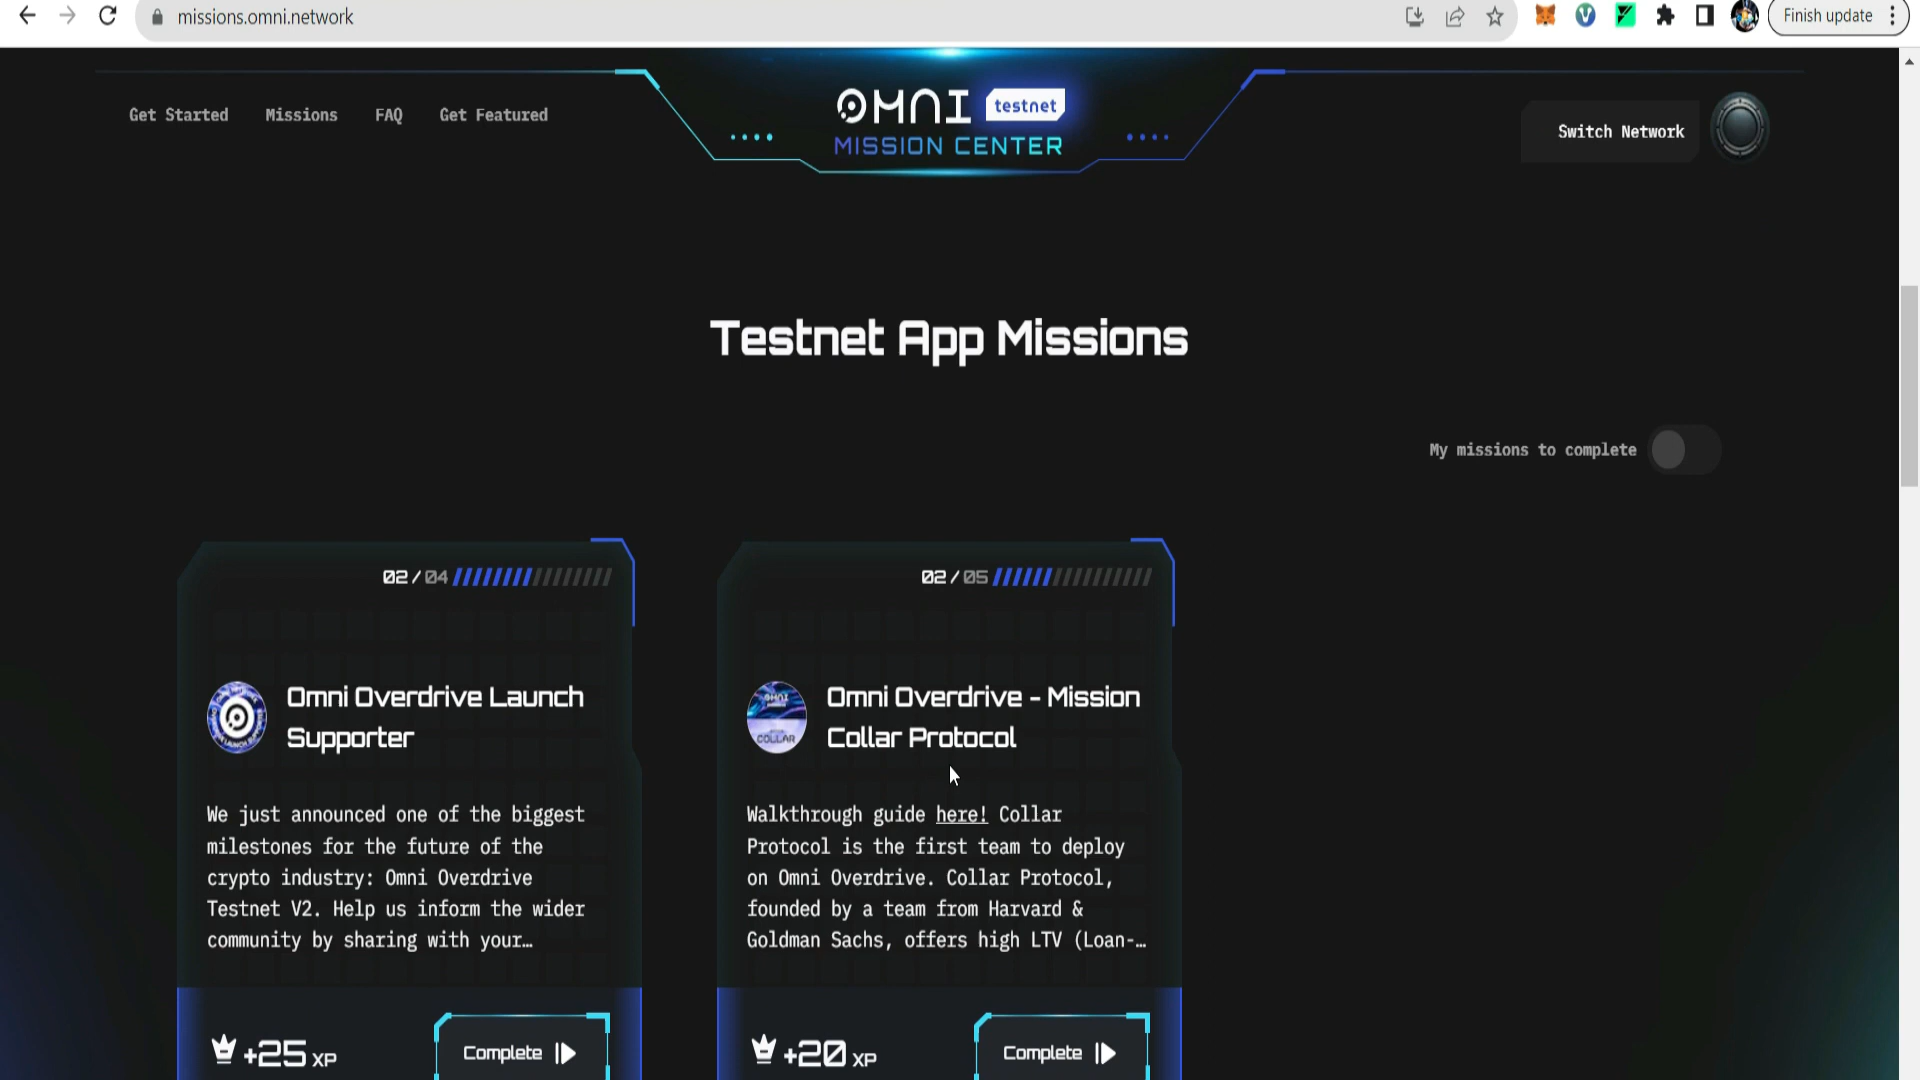 missions.omni.network
Finish update
Get Started Missions FAQ Get Featured
OMNI testnet
MISSION CENTER
Switch Network
Testnet App Missions
My missions to complete
02/04
Omni Overdrive Launch
Supporter
We just announced one of the biggest
milestones for the future of the
crypto industry: Omni Overdrive
Testnet V2. Help us inform the wider
community by sharing with your…
+25 XP
Complete
02/05
OMNI
COLLAR
Omni Overdrive - Mission
Collar Protocol
Walkthrough guide here! Collar
Protocol is the first team to deploy
on Omni Overdrive. Collar Protocol,
founded by a team from Harvard &
Goldman Sachs, offers high LTV (Loan-…
+20 XP
Complete